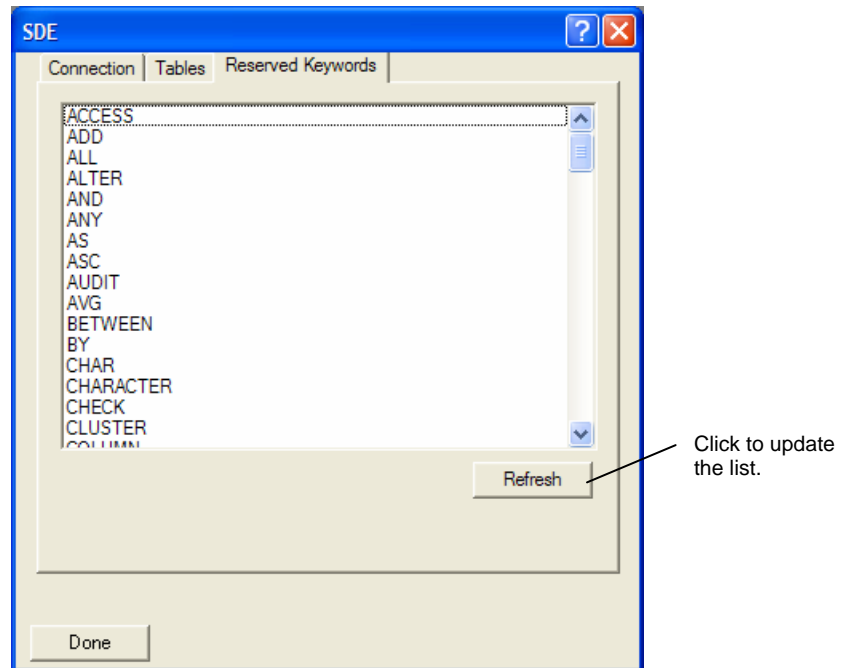 SDE
Connection Tables Reserved Keywords
ACCESS
ADD
ALL
ALTER
AND
ANY
AS
ASC
AUDIT
AVG
BETWEEN
BY
CHAR
CHARACTER
CHECK
CLUSTER
COLUMN
Refresh
Click to update
the list.
Done